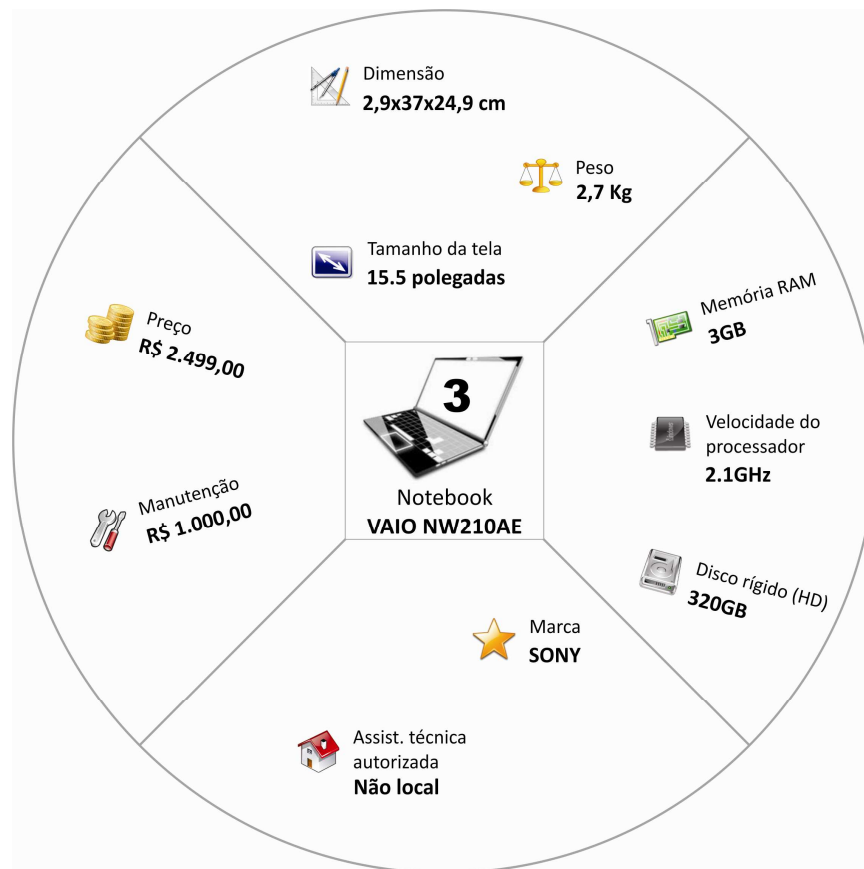 Dimensão
2,9x37x24,9 cm
Peso
2,7 Kg
Tamanho da tela
15.5 polegadas
Preço
R$ 2.499,00
Manutenção
R$ 1.000,00
3
Notebook
VAIO NW210AE
Memória RAM
3GB
Velocidade do
processador
2.1GHz
Disco rígido (HD)
320GB
Marca
SONY
Assist. técnica
autorizada
Não local